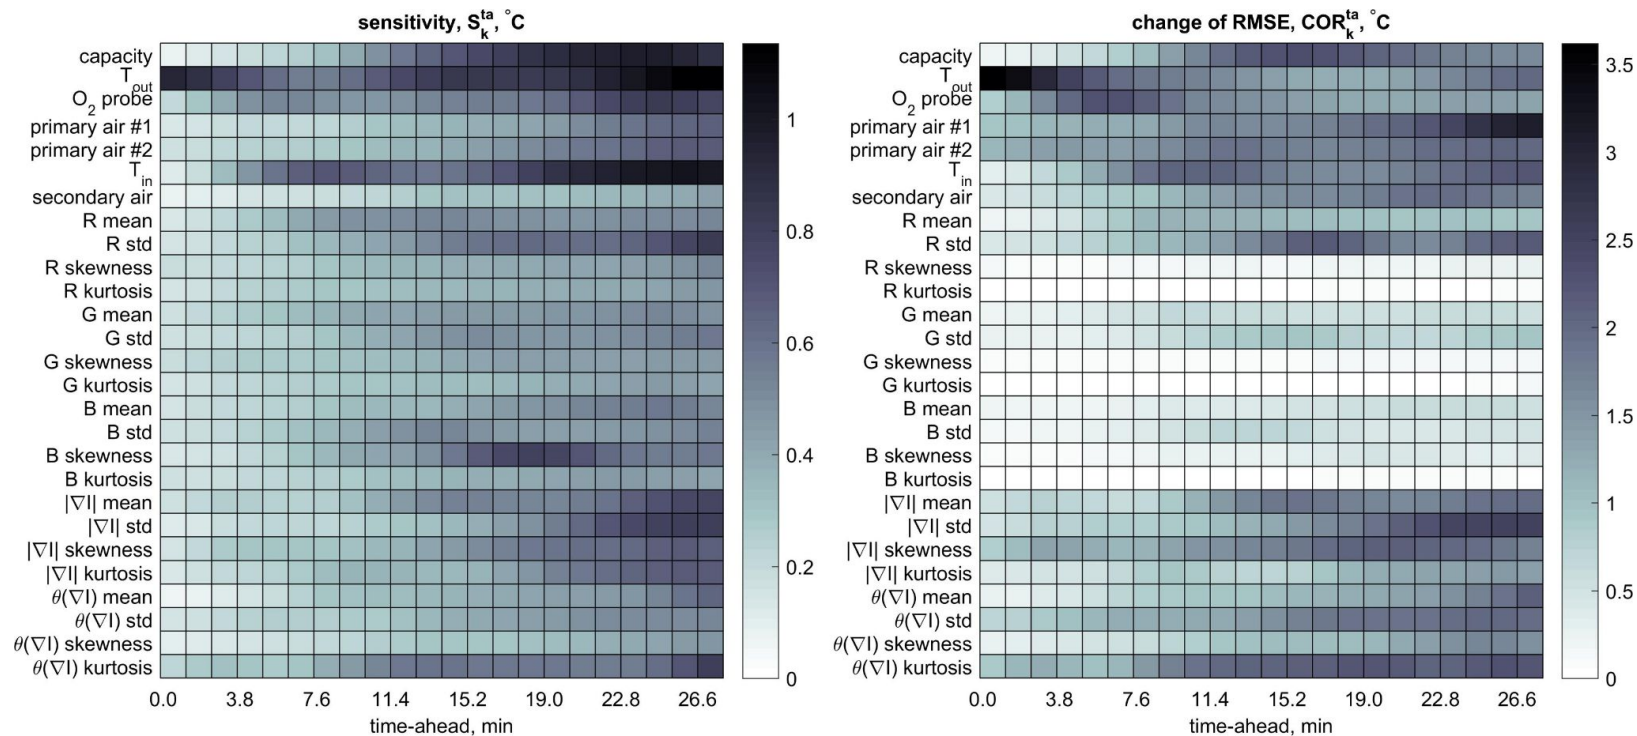 sensitivity, S_k^ta, °C
capacity
T_out
O_2 probe
primary air #1
primary air #2
T_in
secondary air
R mean
R std
R skewness
R kurtosis
G mean
G std
G skewness
G kurtosis
B mean
B std
B skewness
B kurtosis
|∇I| mean
|∇I| std
|∇I| skewness
|∇I| kurtosis
θ(∇I) mean
θ(∇I) std
θ(∇I) skewness
θ(∇I) kurtosis
0.0 3.8 7.6 11.4 15.2 19.0 22.8 26.6
time-ahead, min
1
0.8
0.6
0.4
0.2
0
change of RMSE, COR_k^ta, °C
capacity
T_out
O_2 probe
primary air #1
primary air #2
T_in
secondary air
R mean
R std
R skewness
R kurtosis
G mean
G std
G skewness
G kurtosis
B mean
B std
B skewness
B kurtosis
|∇I| mean
|∇I| std
|∇I| skewness
|∇I| kurtosis
θ(∇I) mean
θ(∇I) std
θ(∇I) skewness
θ(∇I) kurtosis
0.0 3.8 7.6 11.4 15.2 19.0 22.8 26.6
time-ahead, min
3.5
3
2.5
2
1.5
1
0.5
0